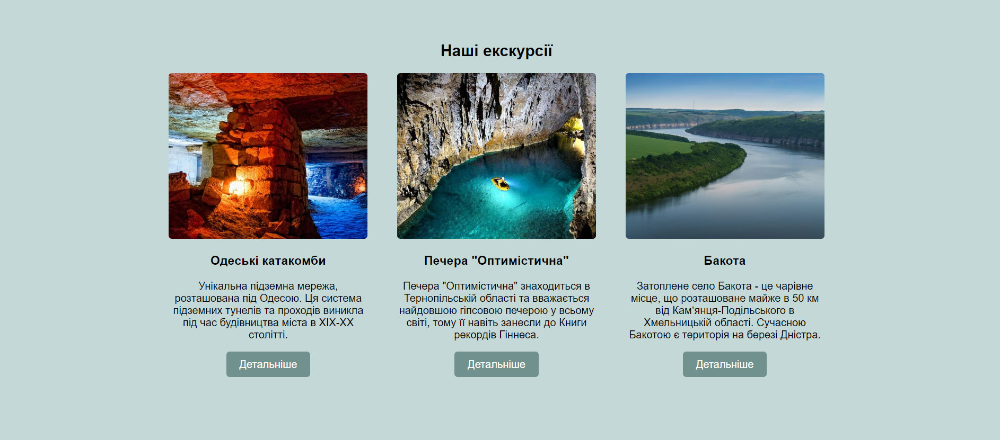 Наші екскурсії
Одеські катакомби
Унікальна підземна мережа,
розташована під Одесою. Ця система
підземних тунелів та проходів виникла
під час будівництва міста в XIX-XX
столітті.
Детальніше
Печера "Оптимістична"
Печера "Оптимістична" знаходиться в
Тернопільській області та вважається
найдовшою гіпсовою печерою у всьому
світі, тому її навіть занесли до Книги
рекордів Гіннеса.
Детальніше
Бакота
Затоплене село Бакота - це чарівне
місце, що розташоване майже в 50 км
від Кам’янця-Подільського в
Хмельницькій області. Сучасною
Бакотою є територія на березі Дністра.
Детальніше